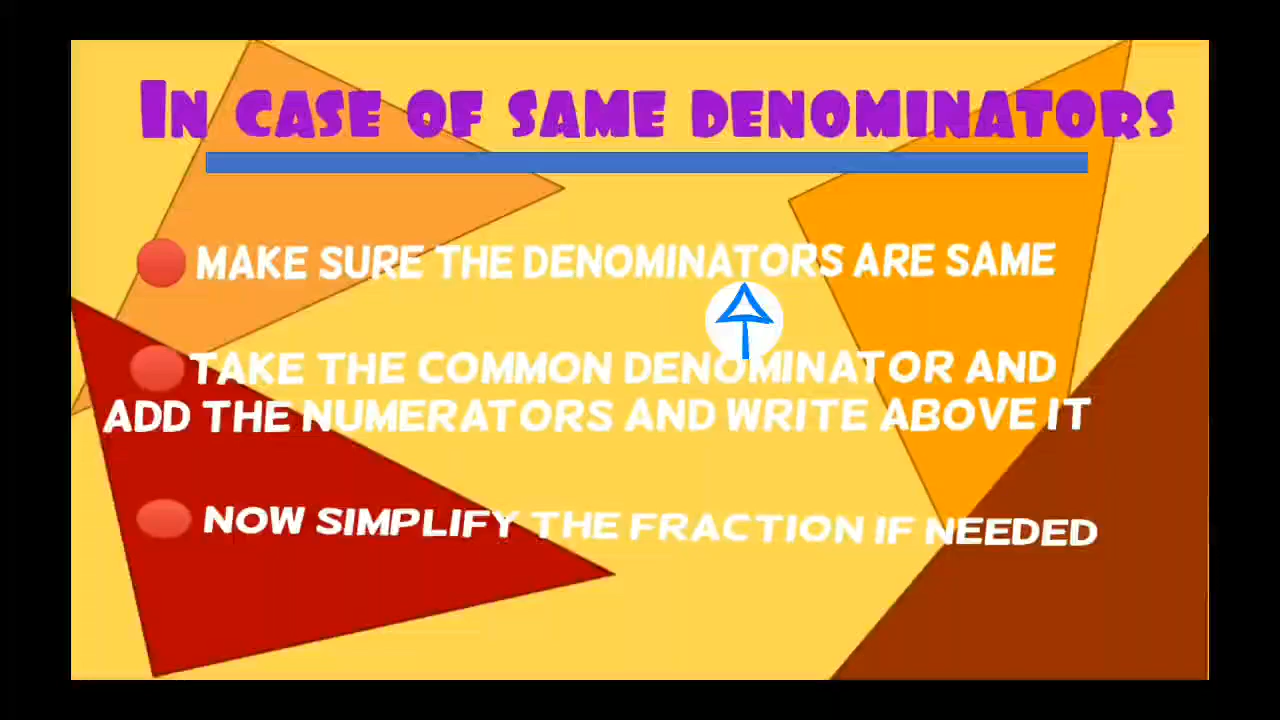 In case of same denominators
MAKE SURE THE DENOMINATORS ARE SAME
TAKE THE COMMON DENOMINATOR AND
ADD THE NUMERATORS AND WRITE ABOVE IT
NOW SIMPLIFY THE FRACTION IF NEEDED